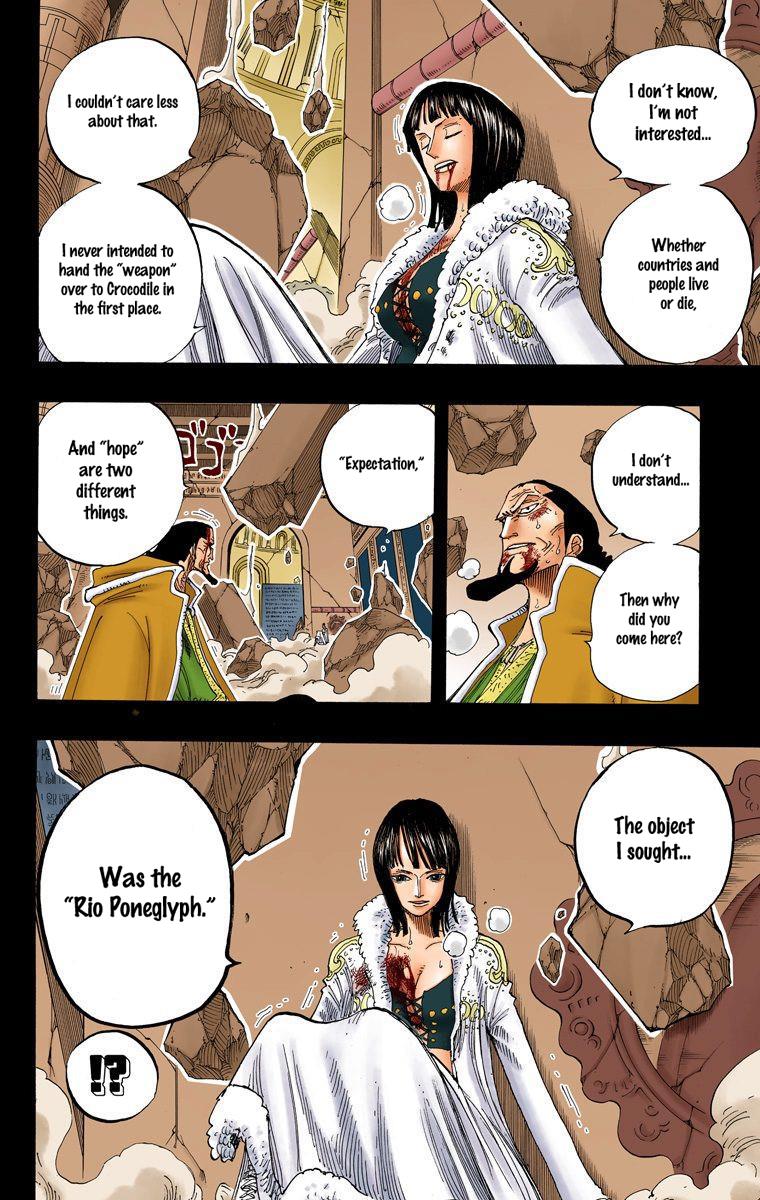 I don't know,
I'm not
interested...
Whether
countries and
people live
or die,
I couldn't care less
about that.
I never intended to
hand the "weapon"
over to Crocodile in
the first place.
I don't
understand...
Then why
did you
come here?
"Expectation,"
And "hope"
are two
different
things.
ゴゴ
The object
I sought...
Was the
"Rio Poneglyph."
!?